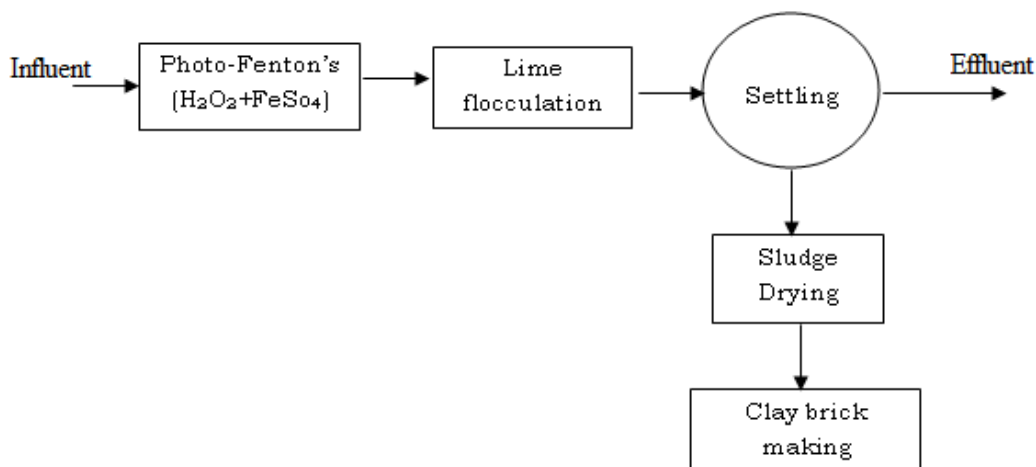 Influent
Photo-Fenton's
(H₂O₂+FeSo₄)
Lime
flocculation
Settling
Effluent
Sludge
Drying
Clay brick
making